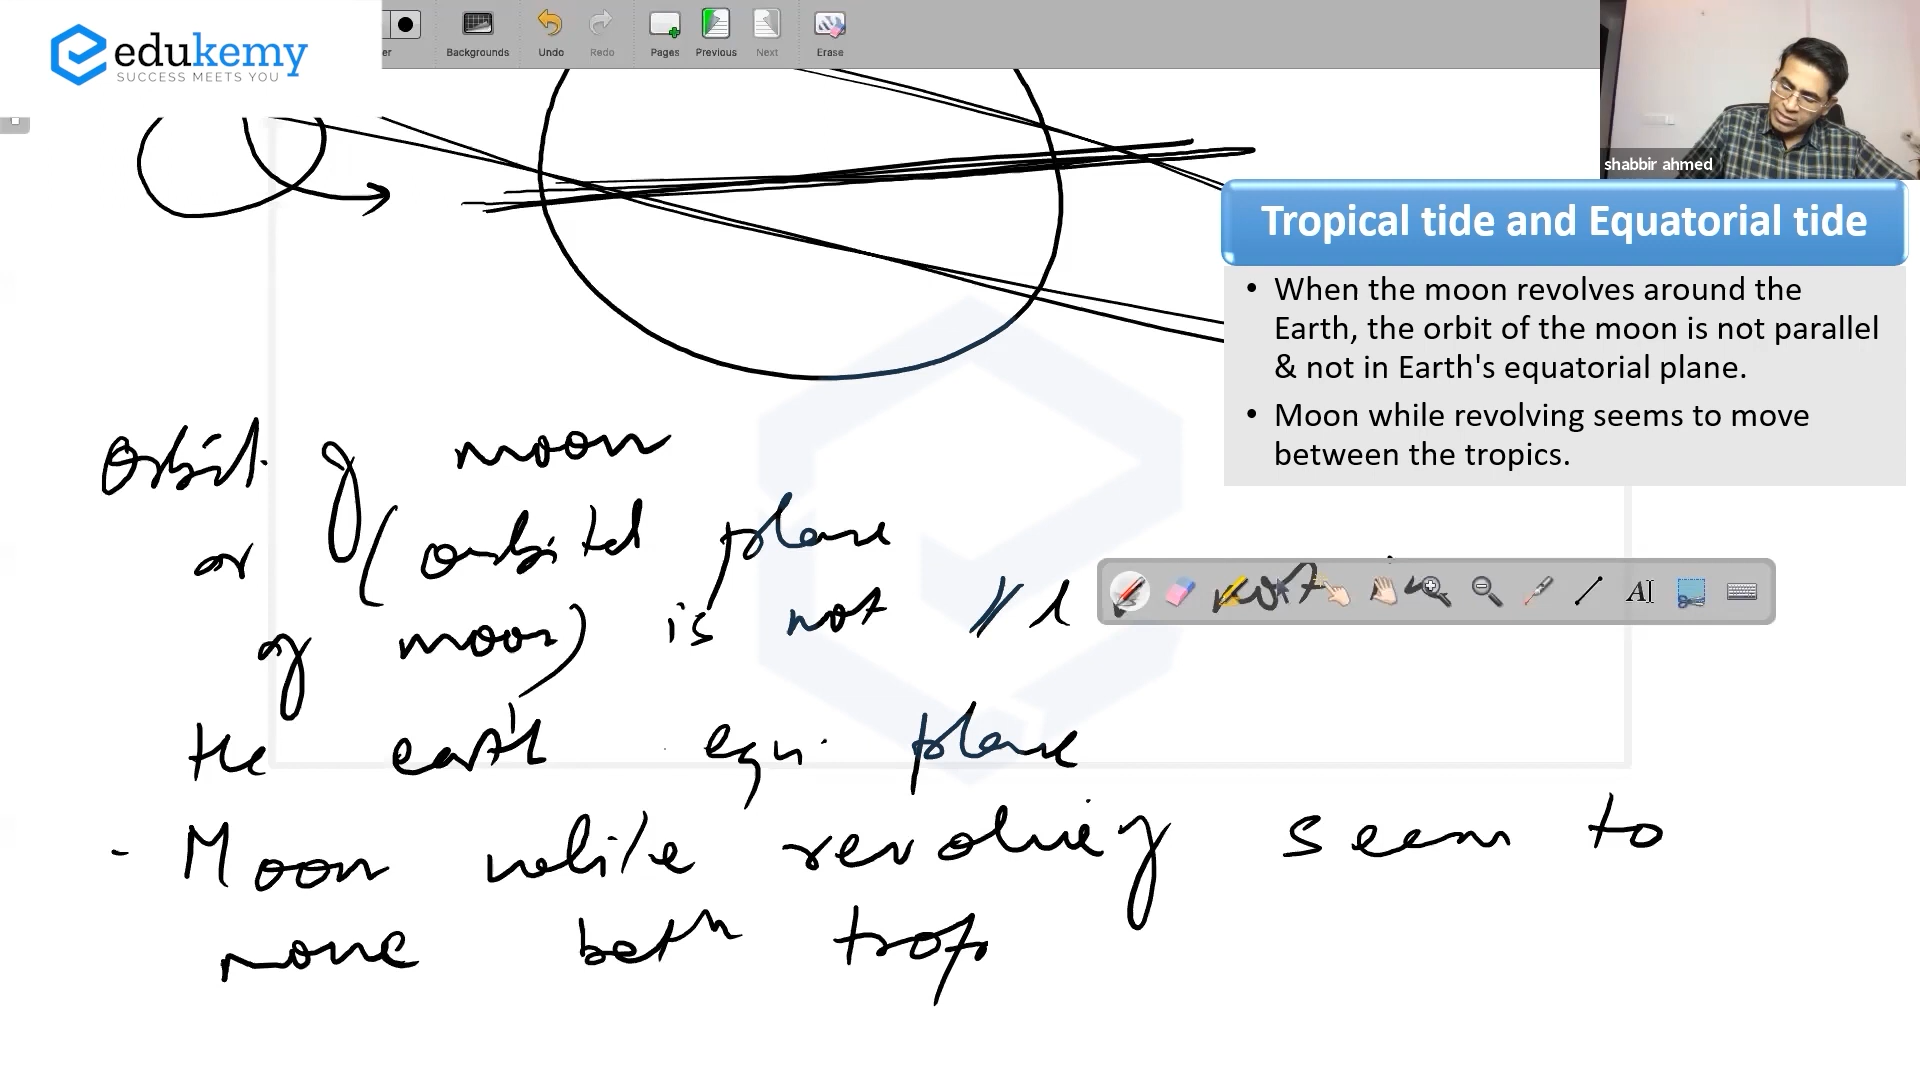 edukemy
SUCCESS MEETS YOU
er
Backgrounds
Undo
Redo
Pages
Previous
Next
Erase
shabbir ahmed
Tropical tide and Equatorial tide
• When the moon revolves around the
Earth, the orbit of the moon is not parallel
& not in Earth's equatorial plane.
• Moon while revolving seems to move
between the tropics.
Orbit of moon
or (orbital plane
of moon) is not // l
the earth equ. plane
- Moon while revolving seem to
move betn trop
AI